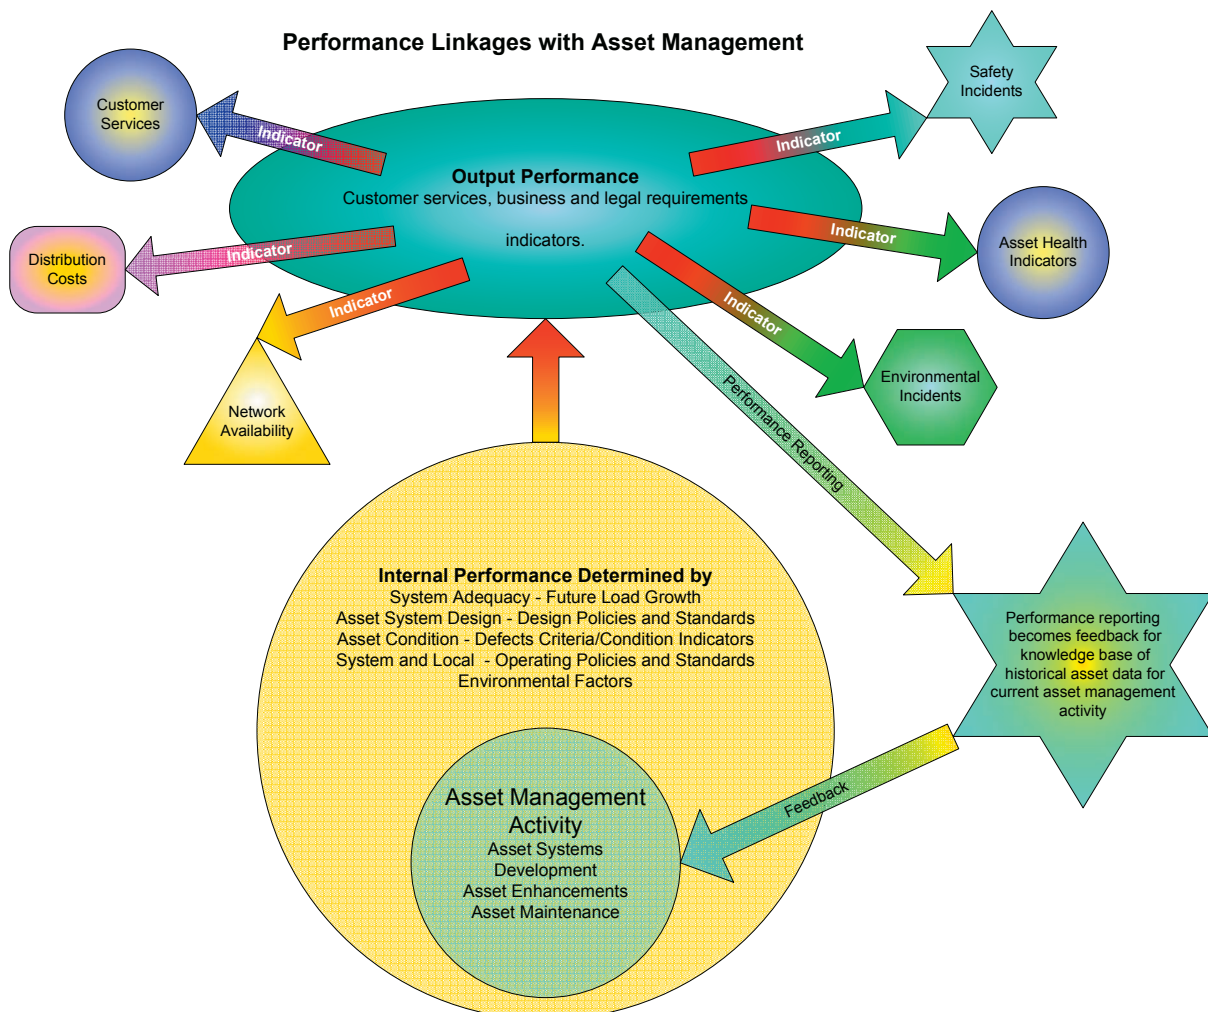 Performance Linkages with Asset Management
Customer
Services
Indicator
Safety
Incidents
Indicator
Output Performance
Customer services, business and legal requirements
indicators.
Distribution
Costs
Indicator
Indicator
Asset Health
Indicators
Indicator
Network
Availability
Indicator
Environmental
Incidents
Performance Reporting
Internal Performance Determined by
System Adequacy - Future Load Growth
Asset System Design - Design Policies and Standards
Asset Condition - Defects Criteria/Condition Indicators
System and Local  - Operating Policies and Standards
Environmental Factors
Performance reporting
becomes feedback for
knowledge base of
historical asset data for
current asset management
activity
Feedback
Asset Management
Activity
Asset Systems
Development
Asset Enhancements
Asset Maintenance